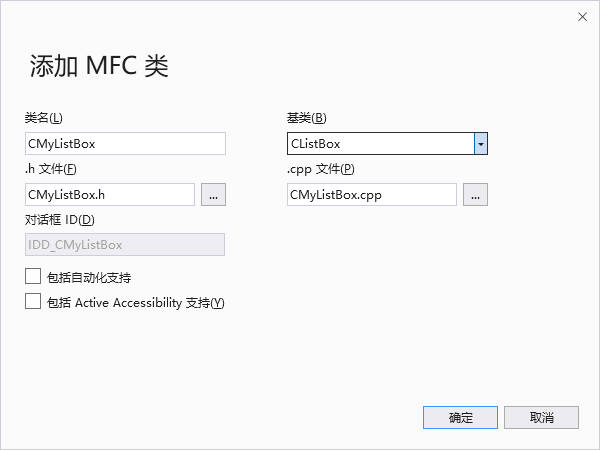 添加 MFC 类
类名(L) 基类(B)
CMyListBox CListBox
.h 文件(F) .cpp 文件(P)
CMyListBox.h ... CMyListBox.cpp ...
对话框 ID(D)
IDD_CMyListBox
包括自动化支持
包括 Active Accessibility 支持(Y)
确定 取消